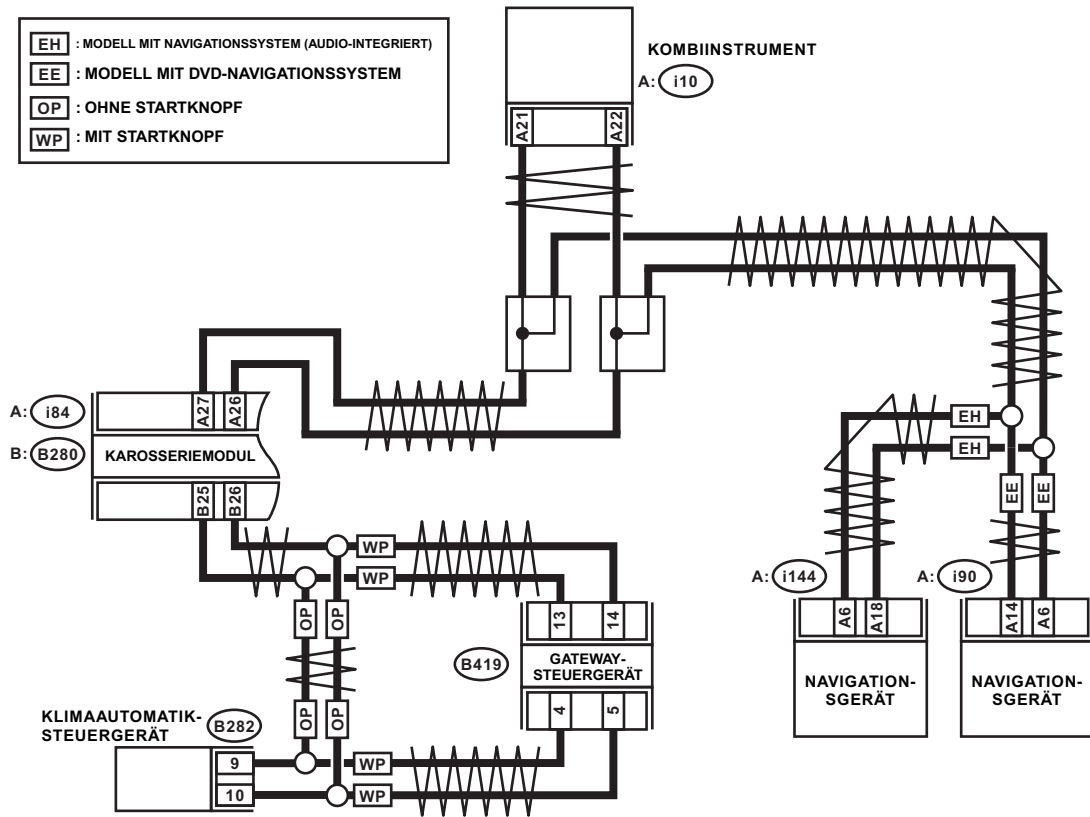 EH : MODELL MIT NAVIGATIONSSYSTEM (AUDIO-INTEGRIERT)
EE : MODELL MIT DVD-NAVIGATIONSSYSTEM
OP : OHNE STARTKNOPF
WP : MIT STARTKNOPF
KOMBIINSTRUMENT
A: i10
A21
A22
A: i84
A27
A26
B: B280
KAROSSERIEMODUL
B25
B26
WP
WP
OP
OP
OP
OP
EH
EH
EE
EE
A: i144
A6
A18
NAVIGATION-
SGERÄT
A: i90
A14
A6
NAVIGATION-
SGERÄT
13
14
B419
GATEWAY-
STEUERGERÄT
4
5
KLIMAAUTOMATIK-
STEUERGERÄT
B282
9
10
WP
WP